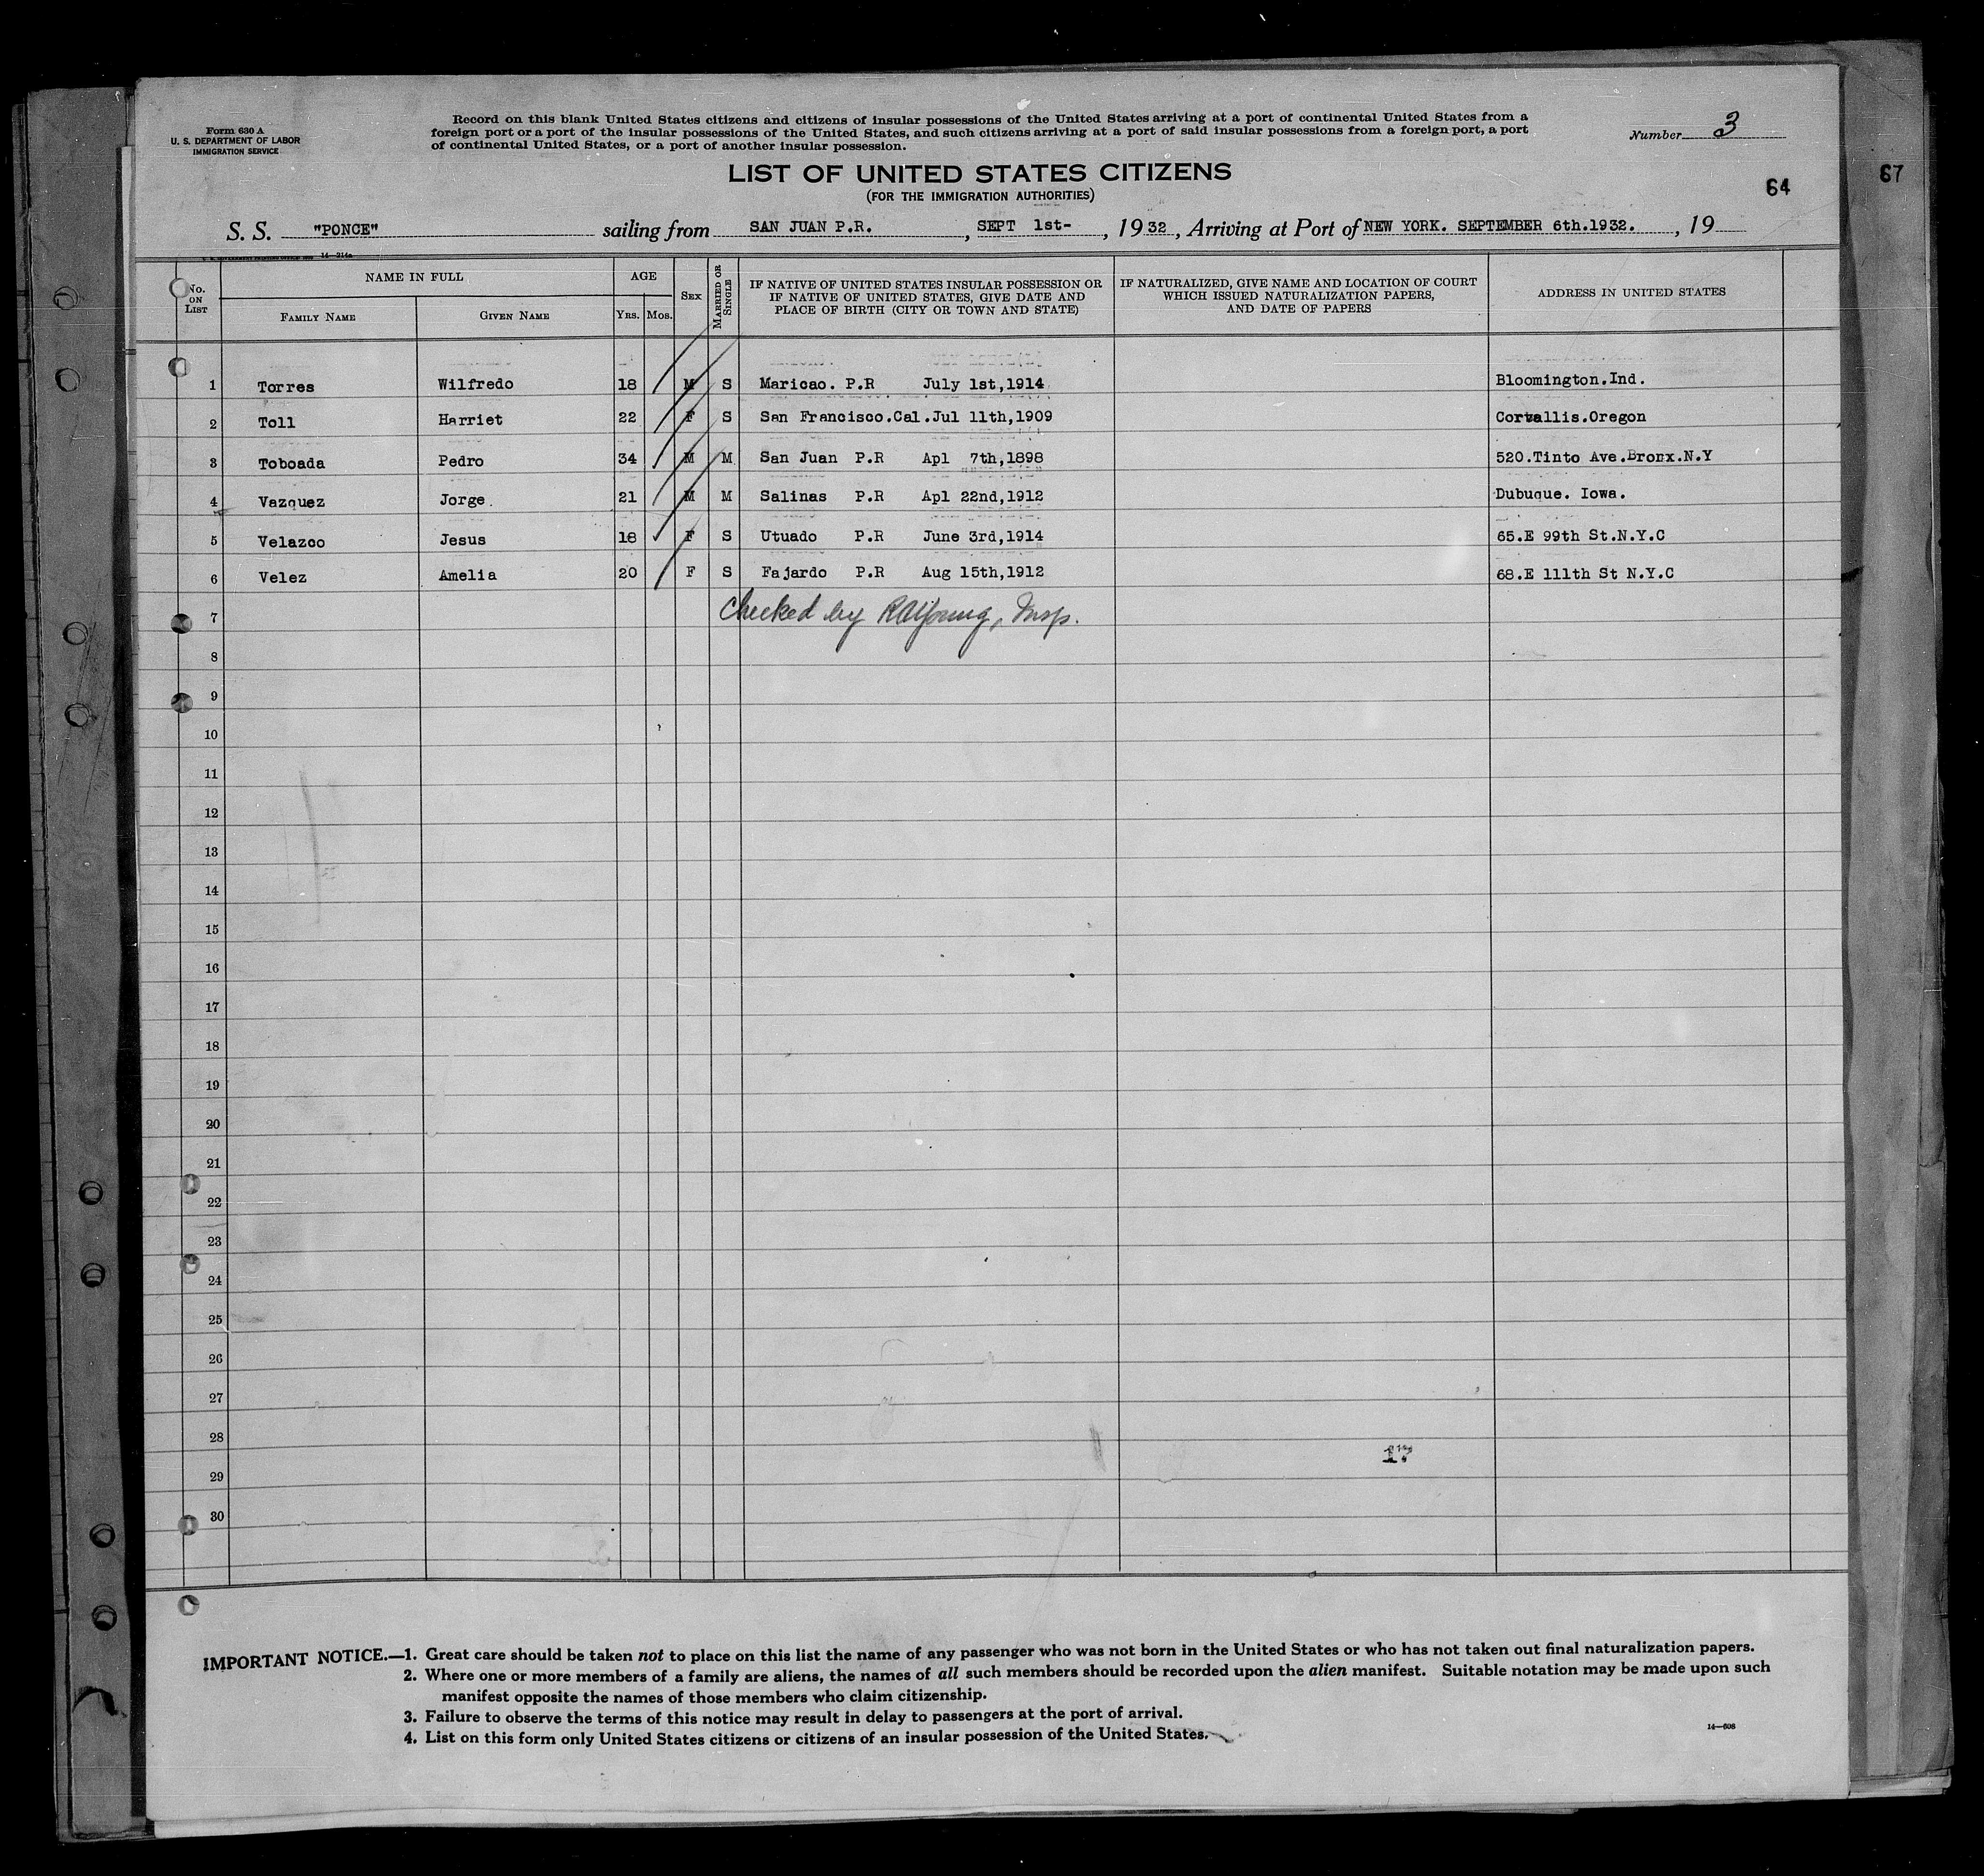 Form 630 A
U. S. DEPARTMENT OF LABOR
IMMIGRATION SERVICE
Record on this blank United States citizens and citizens of insular possessions of the United States arriving at a port of continental United States from a
foreign port or a port of the insular possessions of the United States, and such citizens arriving at a port of said insular possessions from a foreign port, a port
of continental United States, or a port of another insular possession.
Number 3
LIST OF UNITED STATES CITIZENS
(FOR THE IMMIGRATION AUTHORITIES)
64
67
S. S. "PONCE" sailing from SAN JUAN P.R. , SEPT 1st- , 1932, Arriving at Port of NEW YORK. SEPTEMBER 6th.1932. , 19
14—214a
No. ON LIST
NAME IN FULL
FAMILY NAME
GIVEN NAME
AGE
YRS. MOS.
SEX
MARRIED OR SINGLE
IF NATIVE OF UNITED STATES INSULAR POSSESSION OR
IF NATIVE OF UNITED STATES, GIVE DATE AND
PLACE OF BIRTH (CITY OR TOWN AND STATE)
IF NATURALIZED, GIVE NAME AND LOCATION OF COURT
WHICH ISSUED NATURALIZATION PAPERS,
AND DATE OF PAPERS
ADDRESS IN UNITED STATES
1 Torres Wilfredo 18 M S Maricao. P.R July 1st,1914 Bloomington.Ind.
2 Toll Harriet 22 F S San Francisco.Cal.Jul 11th,1909 Corvallis.Oregon
3 Toboada Pedro 34 M M San Juan P.R Apl 7th,1898 520.Tinto Ave.Bronx.N.Y
4 Vazquez Jorge. 21 M M Salinas P.R Apl 22nd,1912 Dubuque. Iowa.
5 Velazco Jesus 18 F S Utuado P.R June 3rd,1914 65.E 99th St.N.Y.C
6 Velez Amelia 20 F S Fajardo P.R Aug 15th,1912 68.E 111th St N.Y.C
7 Checked by RAYoung, Insp.
8
9
10
11
12
13
14
15
16
17
18
19
20
21
22
23
24
25
26
27
28
17
29
30
IMPORTANT NOTICE.—1. Great care should be taken not to place on this list the name of any passenger who was not born in the United States or who has not taken out final naturalization papers.
2. Where one or more members of a family are aliens, the names of all such members should be recorded upon the alien manifest. Suitable notation may be made upon such
manifest opposite the names of those members who claim citizenship.
3. Failure to observe the terms of this notice may result in delay to passengers at the port of arrival.
4. List on this form only United States citizens or citizens of an insular possession of the United States.
14—608